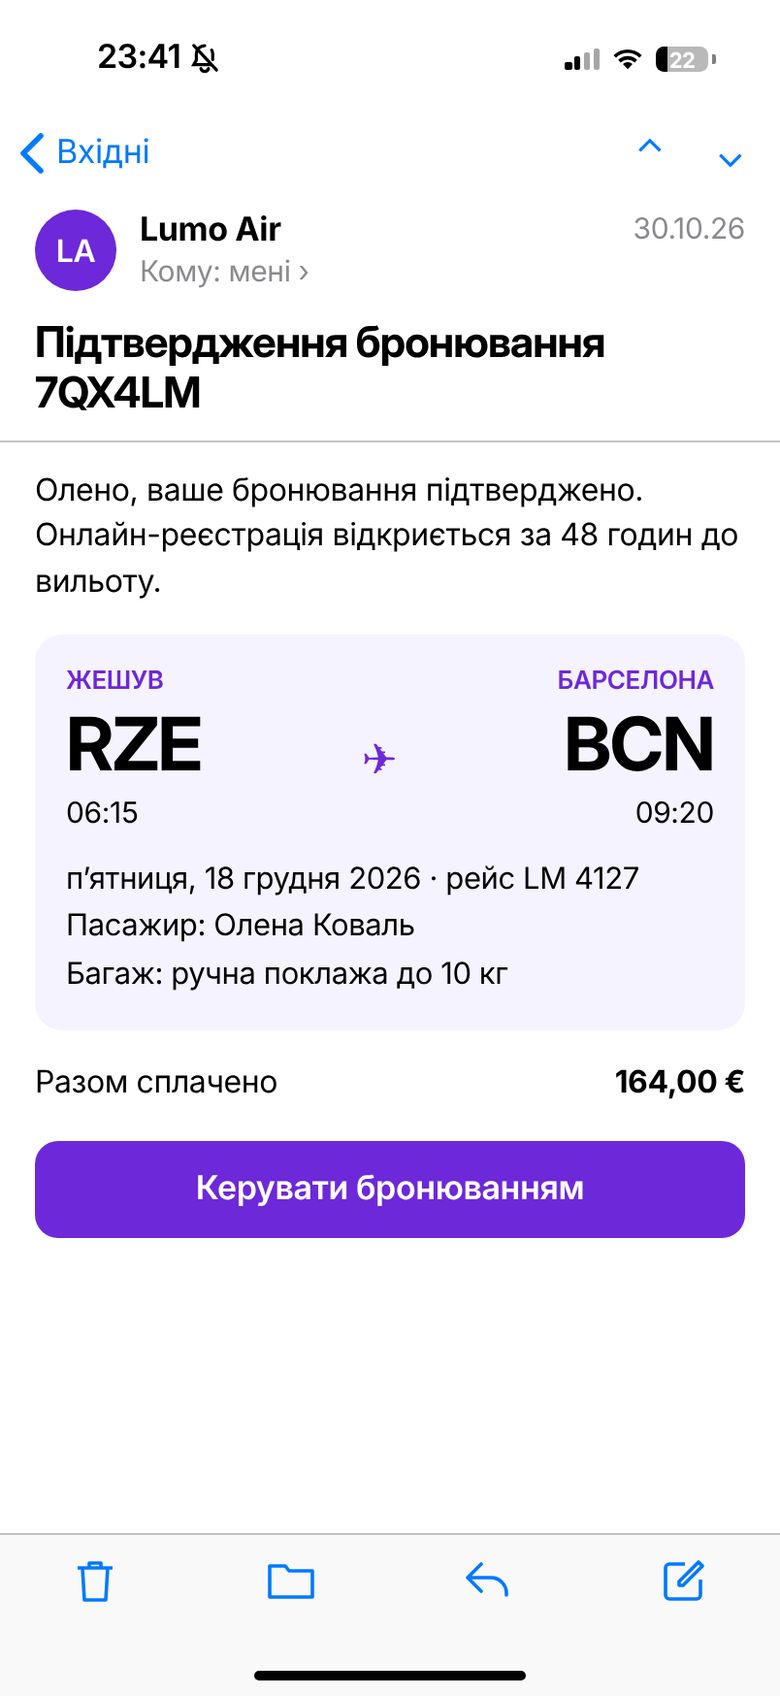 23:41
22
Вхідні
LA
Lumo Air
30.10.26
Кому: мені ›
Підтвердження бронювання
7QX4LM
Олено, ваше бронювання підтверджено.
Онлайн-реєстрація відкриється за 48 годин до
вильоту.
ЖЕШУВ
БАРСЕЛОНА
RZE
BCN
06:15
09:20
п’ятниця, 18 грудня 2026 · рейс LM 4127
Пасажир: Олена Коваль
Багаж: ручна поклажа до 10 кг
Разом сплачено
164,00 €
Керувати бронюванням